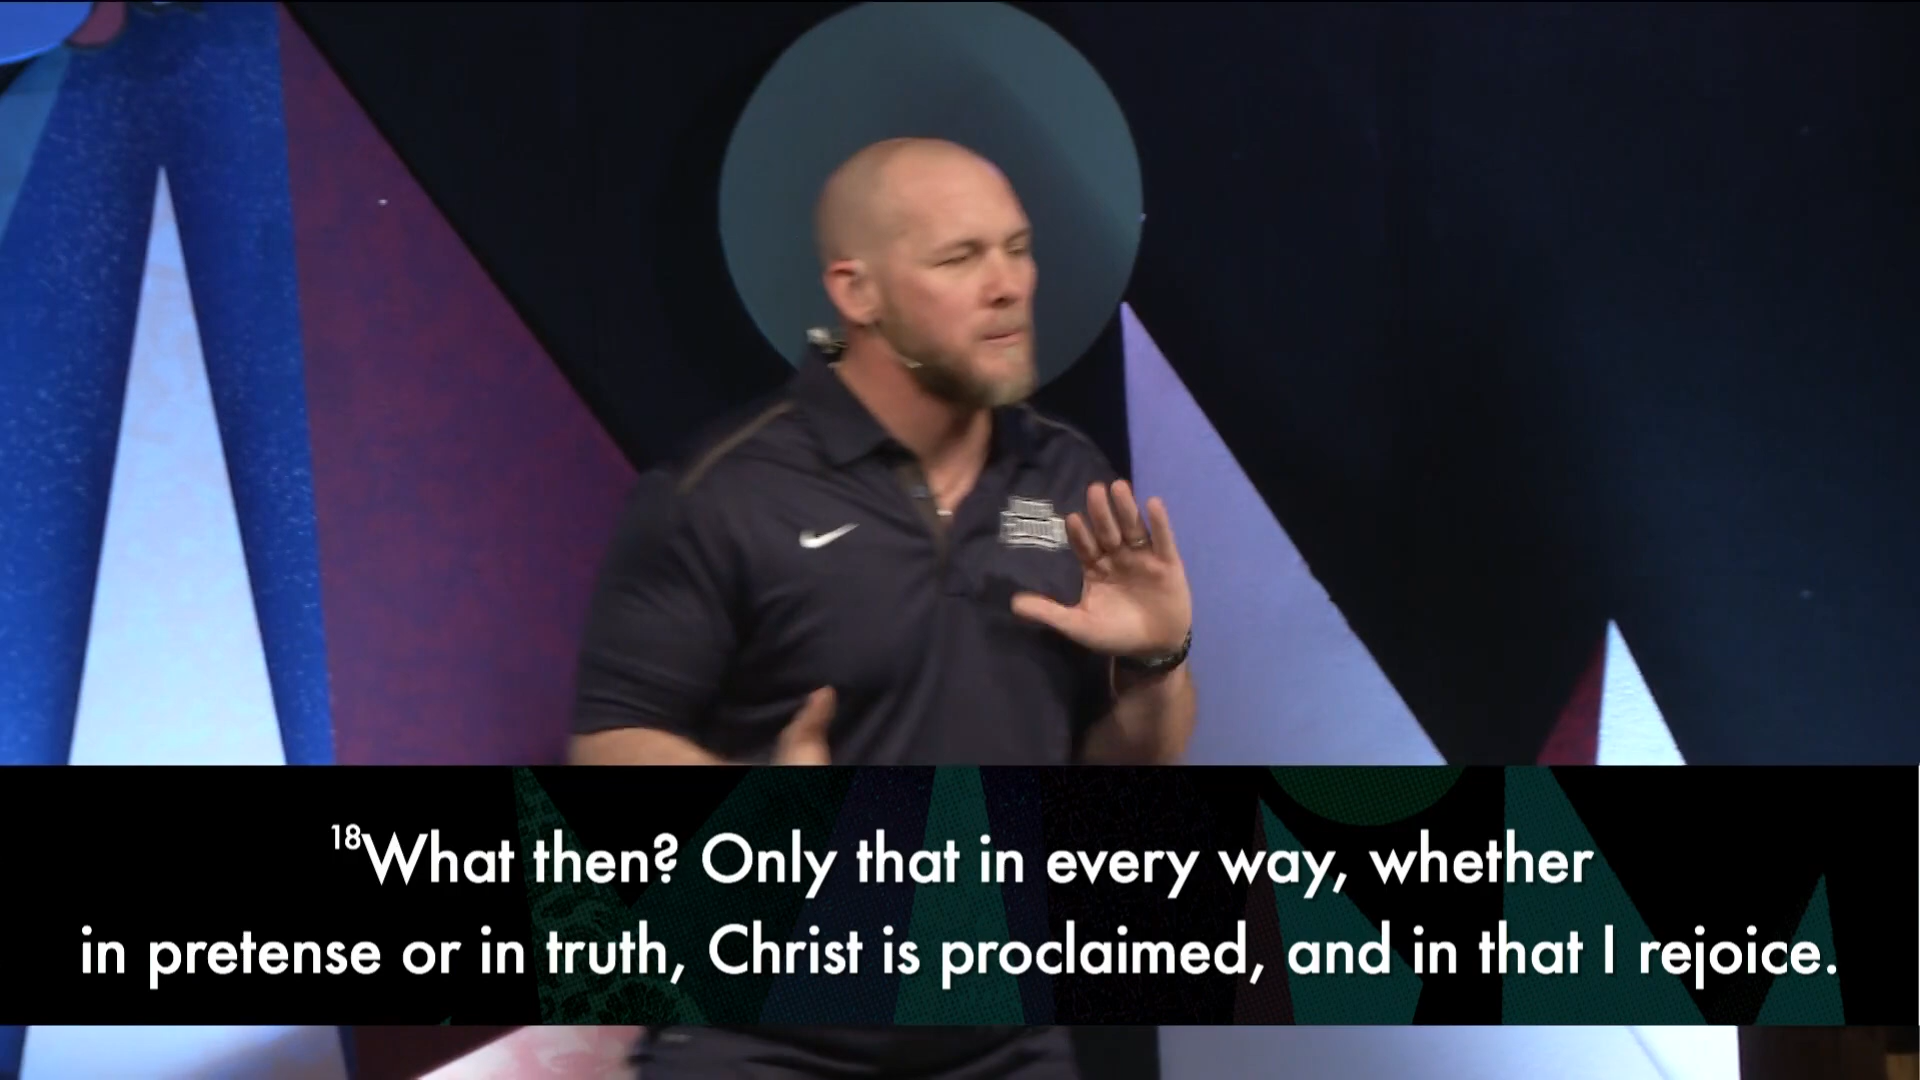 ¹⁸What then? Only that in every way, whether
in pretense or in truth, Christ is proclaimed, and in that I rejoice.